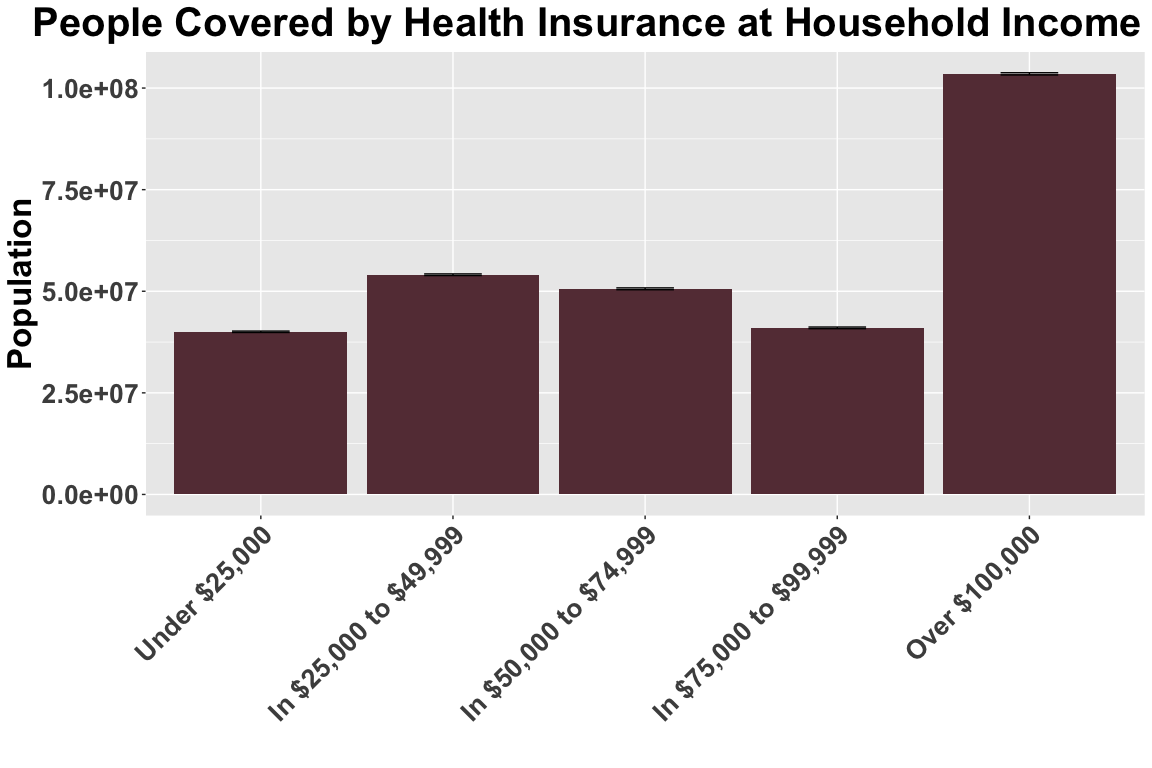 People Covered by Health Insurance at Household Income
Population
1.0e+08
7.5e+07
5.0e+07
2.5e+07
0.0e+00
Under $25,000
In $25,000 to $49,999
In $50,000 to $74,999
In $75,000 to $99,999
Over $100,000